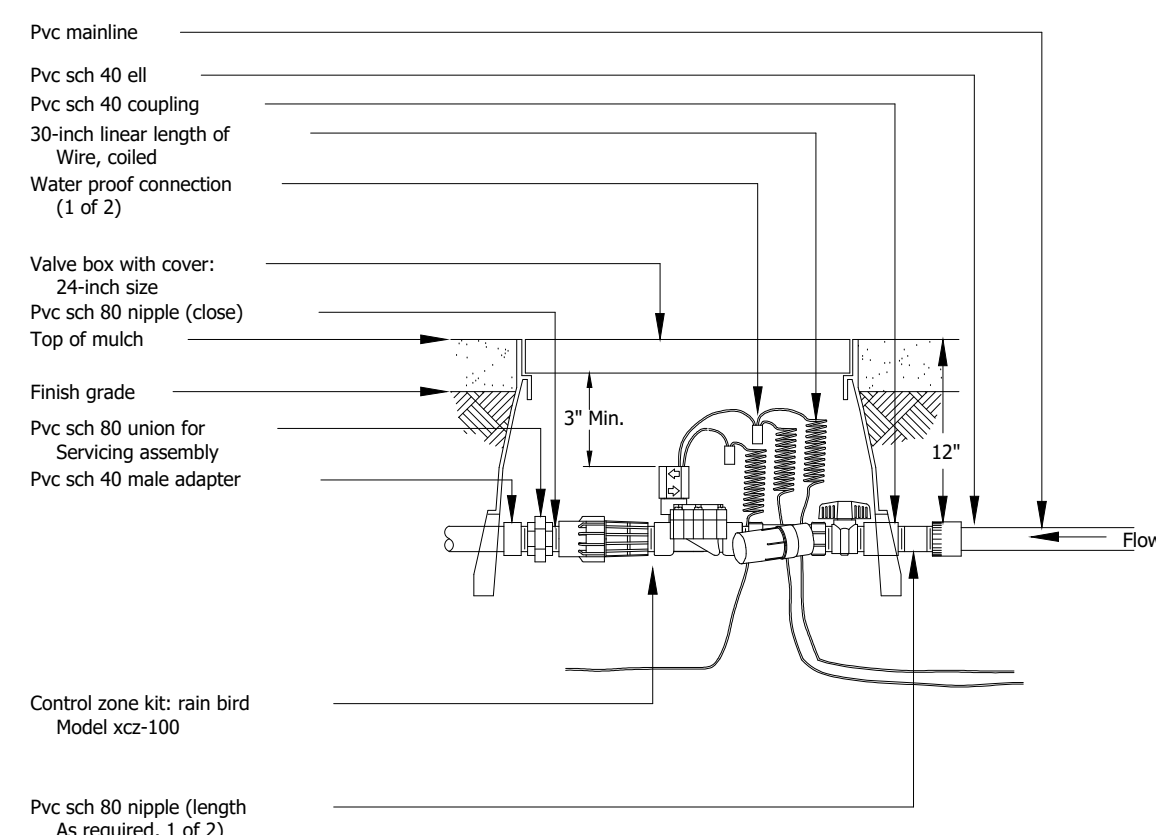 Pvc mainline
Pvc sch 40 ell
Pvc sch 40 coupling
30-inch linear length of
Wire, coiled
Water proof connection
(1 of 2)
Valve box with cover:
24-inch size
Pvc sch 80 nipple (close)
Top of mulch
Finish grade
Pvc sch 80 union for
Servicing assembly
Pvc sch 40 male adapter
3" Min.
12"
Flow
Control zone kit: rain bird
Model xcz-100
Pvc sch 80 nipple (length
As required, 1 of 2)